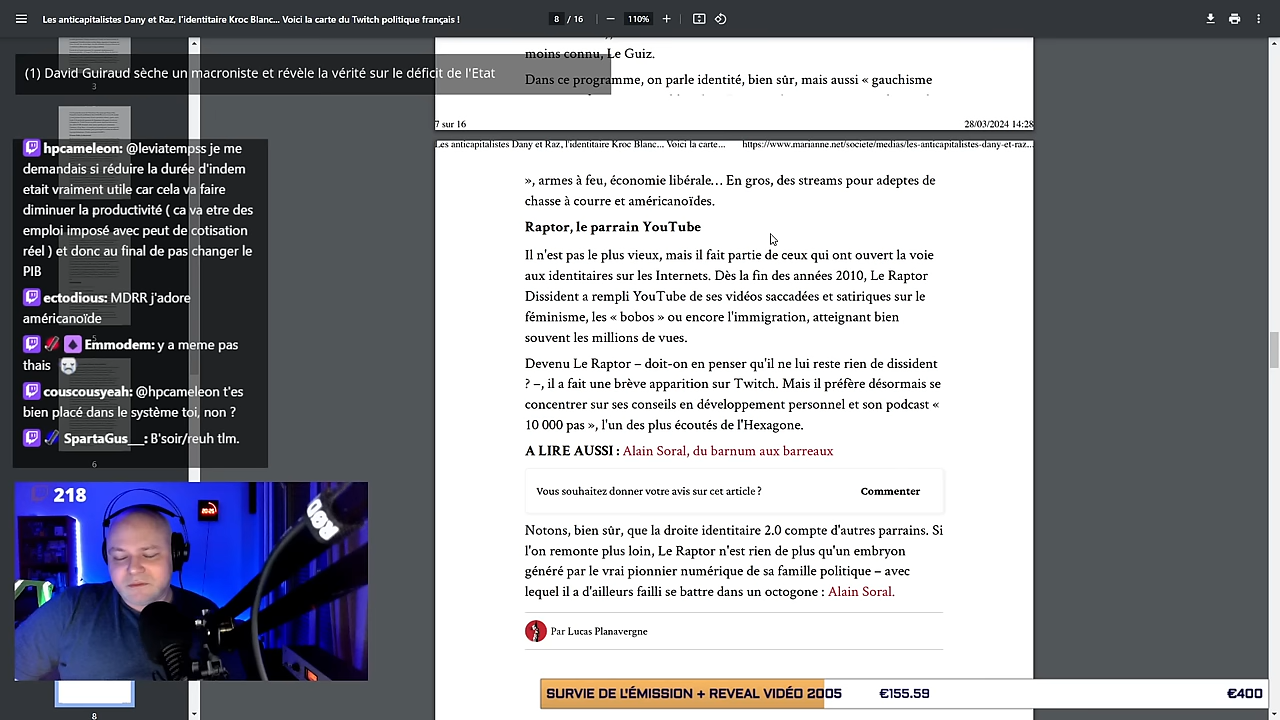 Les anticapitalistes Dany et Raz, l'identitaire Kroc Blanc... Voici la carte du Twitch politique français !
8 / 16
110%
(1) David Guiraud sèche un macroniste et révèle la vérité sur le déficit de l'Etat
3
hpcameleon: @leviatempss je me
demandais si réduire la durée d'indem
etait vraiment utile car cela va faire
diminuer la productivité ( ca va etre des
emploi imposé avec peut de cotisation
réel ) et donc au final de pas changer le
PIB
ectodious: MDRR j'adore
américanoïde
5
Emmodem: y a meme pas
thais
couscousyeah: @hpcameleon t'es
bien placé dans le système toi, non ?
SpartaGus__: B'soir/reuh tlm.
6
218
8
moins connu, Le Guiz.
Dans ce programme, on parle identité, bien sûr, mais aussi « gauchisme
7 sur 16
28/03/2024 14:28
Les anticapitalistes Dany et Raz, l'identitaire Kroc Blanc... Voici la carte...
https://www.marianne.net/societe/medias/les-anticapitalistes-dany-et-raz...
», armes à feu, économie libérale… En gros, des streams pour adeptes de
chasse à courre et américanoïdes.
Raptor, le parrain YouTube
Il n'est pas le plus vieux, mais il fait partie de ceux qui ont ouvert la voie
aux identitaires sur les Internets. Dès la fin des années 2010, Le Raptor
Dissident a rempli YouTube de ses vidéos saccadées et satiriques sur le
féminisme, les « bobos » ou encore l'immigration, atteignant bien
souvent les millions de vues.
Devenu Le Raptor – doit-on en penser qu'il ne lui reste rien de dissident
? –, il a fait une brève apparition sur Twitch. Mais il préfère désormais se
concentrer sur ses conseils en développement personnel et son podcast «
10 000 pas », l'un des plus écoutés de l'Hexagone.
A LIRE AUSSI : Alain Soral, du barnum aux barreaux
Vous souhaitez donner votre avis sur cet article ?
Commenter
Notons, bien sûr, que la droite identitaire 2.0 compte d'autres parrains. Si
l'on remonte plus loin, Le Raptor n'est rien de plus qu'un embryon
généré par le vrai pionnier numérique de sa famille politique – avec
lequel il a d'ailleurs failli se battre dans un octogone : Alain Soral.
Par Lucas Planavergne
SURVIE DE L'ÉMISSION + REVEAL VIDÉO 2005
€155.59
€400